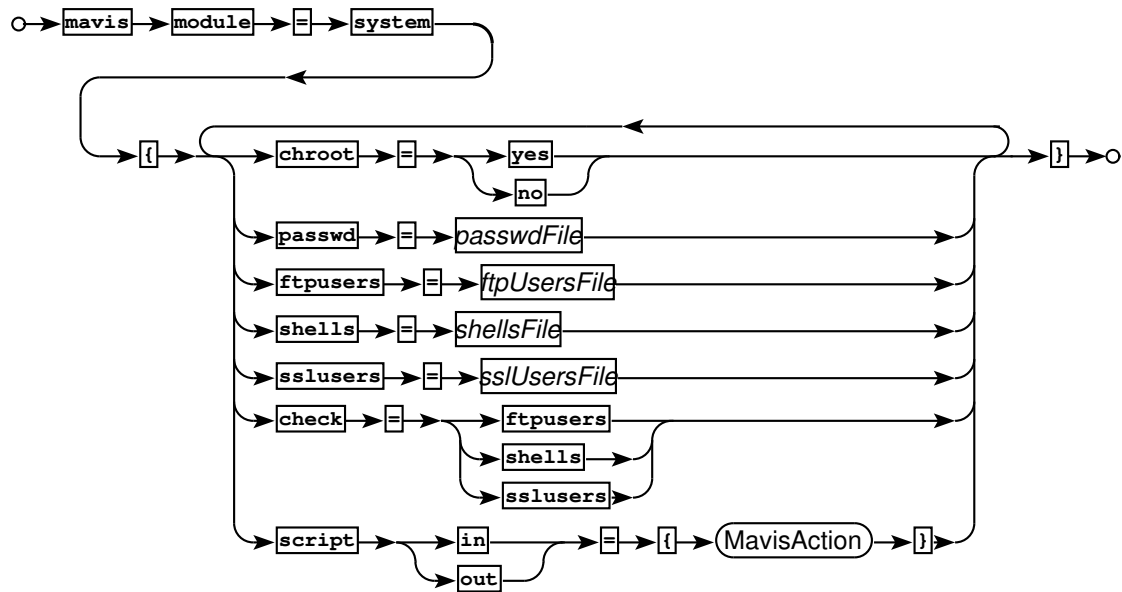 mavis module = system
{ chroot = yes }
no
passwd = passwdFile
ftpusers = ftpUsersFile
shells = shellsFile
sslusers = sslUsersFile
check = ftpusers
shells
sslusers
script in = { MavisAction }
out